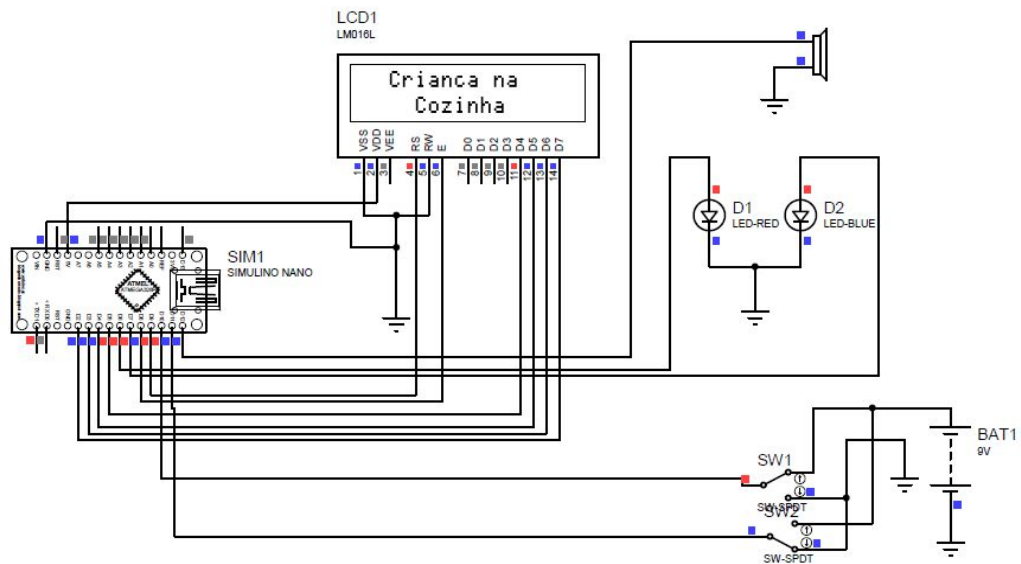 LCD1
LM016L
Crianca na
Cozinha
VSS VDD VEE RS RW E D0 D1 D2 D3 D4 D5 D6 D7
1 2 3 4 5 6 7 8 9 10 11 12 13 14
D1
LED-RED
D2
LED-BLUE
SIM1
SIMULINO NANO
ATMEL
BAT1
9V
SW1
SW-SPDT
SW2
SW-SPDT